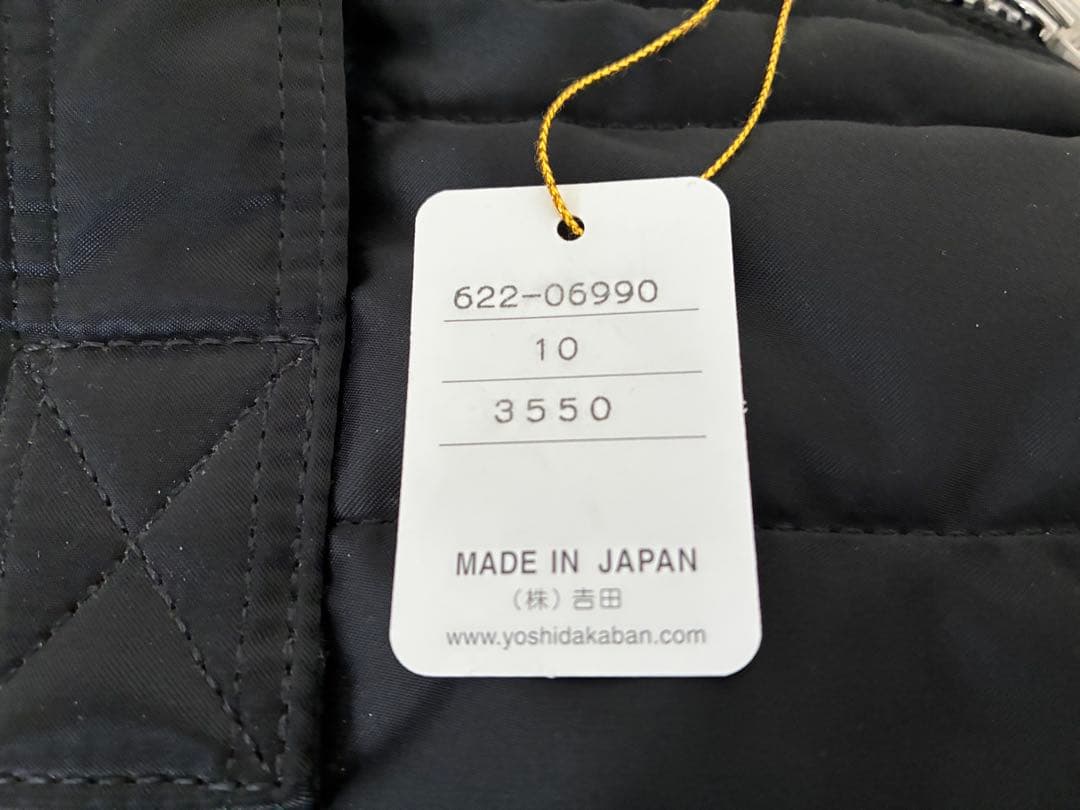 622-06990
10
3550
MADE IN JAPAN
(株)吉田
www.yoshidakaban.com